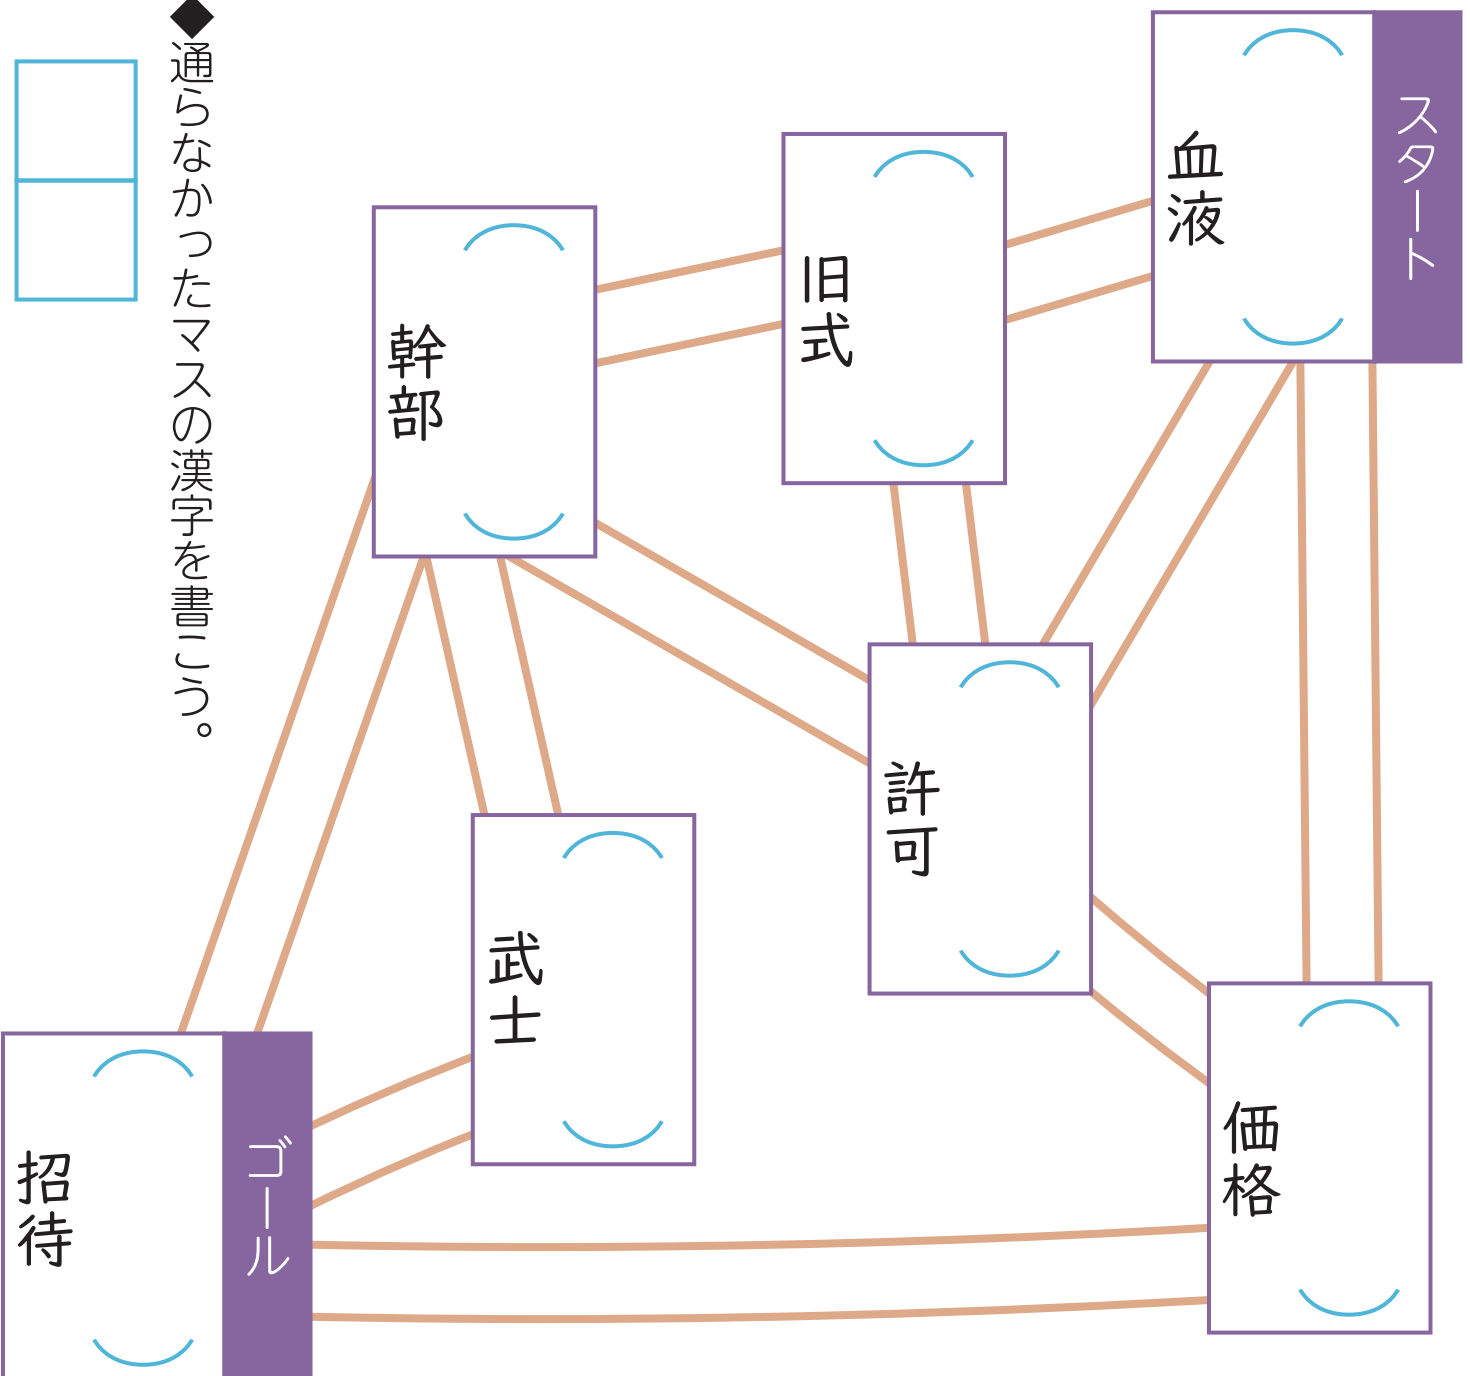 スタート
血液
旧式
幹部
許可
価格
武士
ゴール
招待
◆通らなかったマスの漢字を書こう。